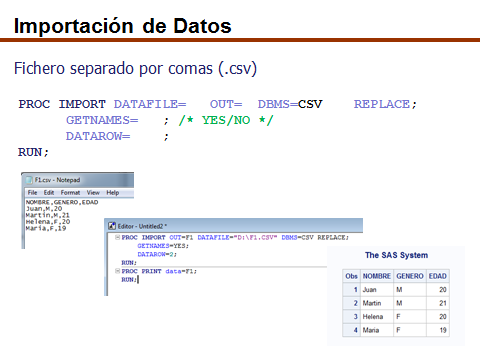 Importación de Datos
Fichero separado por comas (.csv)
PROC IMPORT DATAFILE= OUT= DBMS=CSV REPLACE;
GETNAMES= ; /* YES/NO */
DATAROW= ;
RUN;
F1.csv - Notepad
File Edit Format View Help
NOMBRE,GENERO,EDAD
Juan,M,20
Martin,M,21
Helena,F,20
Maria,F,19
Editor - Untitled2 *
PROC IMPORT OUT=F1 DATAFILE="D:\F1.CSV" DBMS=CSV REPLACE;
GETNAMES=YES;
DATAROW=2;
RUN;
PROC PRINT data=F1;
RUN;
The SAS System
Obs NOMBRE GENERO EDAD
1 Juan M 20
2 Martin M 21
3 Helena F 20
4 Maria F 19